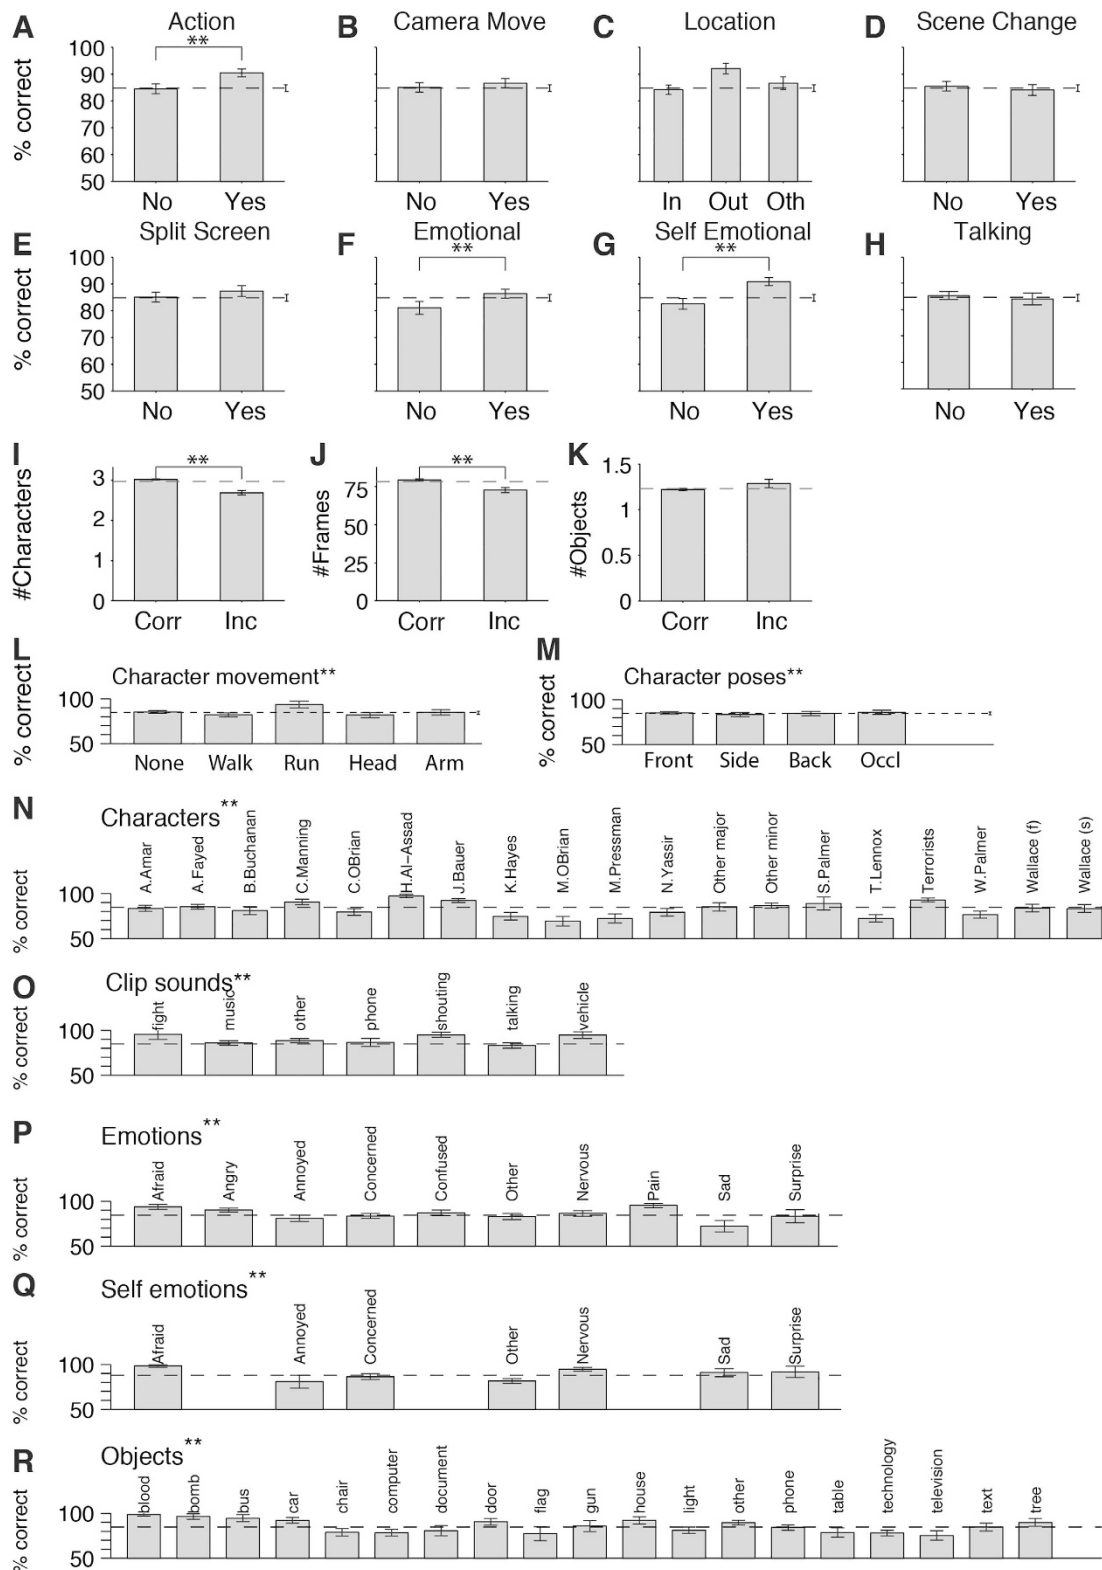 A Action
B Camera Move
C Location
D Scene Change
**
% correct
100
90
80
70
60
50
No Yes
No Yes
In Out Oth
No Yes
E Split Screen
F Emotional
G Self Emotional
H Talking
**
**
% correct
100
90
80
70
60
50
No Yes
No Yes
No Yes
No Yes
I
**
#Characters
3
2
1
0
Corr Inc
J
**
#Frames
75
50
25
0
Corr Inc
K
#Objects
1.5
1
0.5
0
Corr Inc
L
Character movement**
% correct
100
50
None Walk Run Head Arm
M
Character poses**
% correct
100
50
Front Side Back Occl
N
Characters**
A.Amar A.Fayed B.Buchanan C.Manning C.OBrian H.Al-Assad J.Bauer K.Hayes M.OBrian M.Pressman N.Yassir Other major Other minor S.Palmer T.Lennox Terrorists W.Palmer Wallace (f) Wallace (s)
% correct
100
50
O
Clip sounds**
fight music other phone shouting talking vehicle
% correct
100
50
P
Emotions**
Afraid Angry Annoyed Concerned Confused Other Nervous Pain Sad Surprise
% correct
100
50
Q
Self emotions**
Afraid Annoyed Concerned Other Nervous Sad Surprise
% correct
100
50
R
Objects**
blood bomb bus car chair computer document door flag gun house light other phone table technology television text tree
% correct
100
50